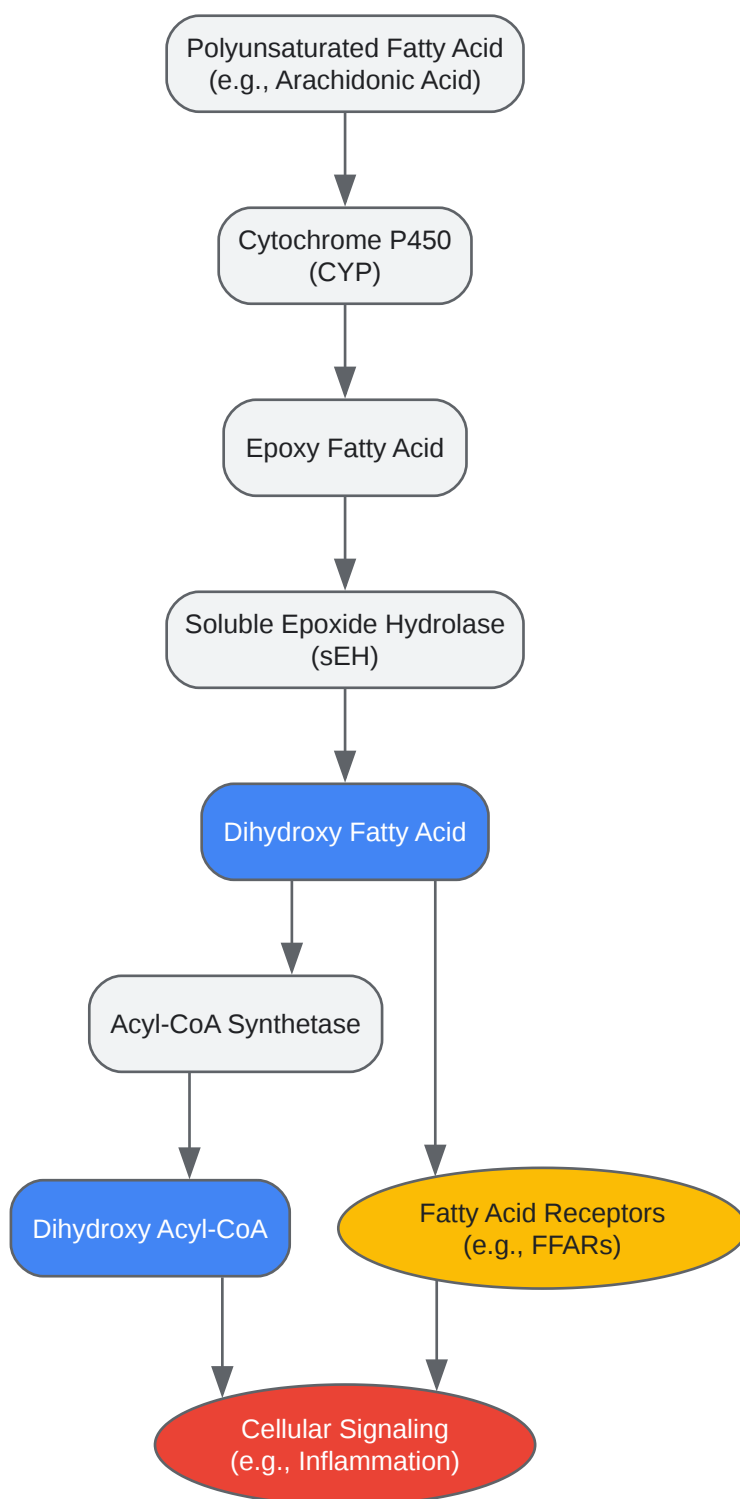 Polyunsaturated Fatty Acid
(e.g., Arachidonic Acid)
Cytochrome P450
(CYP)
Epoxy Fatty Acid
Soluble Epoxide Hydrolase
(sEH)
Dihydroxy Fatty Acid
Acyl-CoA Synthetase
Dihydroxy Acyl-CoA
Fatty Acid Receptors
(e.g., FFARs)
Cellular Signaling
(e.g., Inflammation)